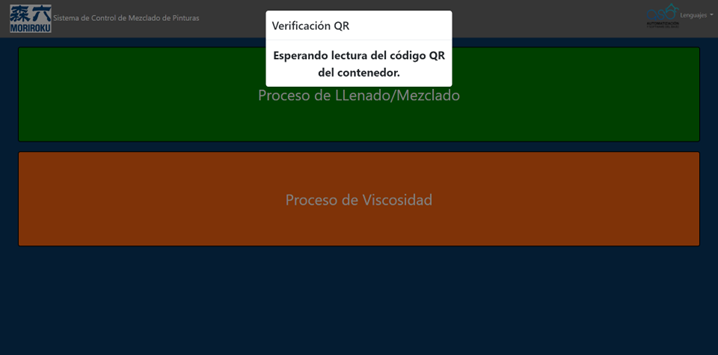 森六
MORIROKU
Sistema de Control de Mezclado de Pinturas
Verificación QR
Lenguajes
Esperando lectura del código QR
del contenedor.
Proceso de LLenado/Mezclado
Proceso de Viscosidad